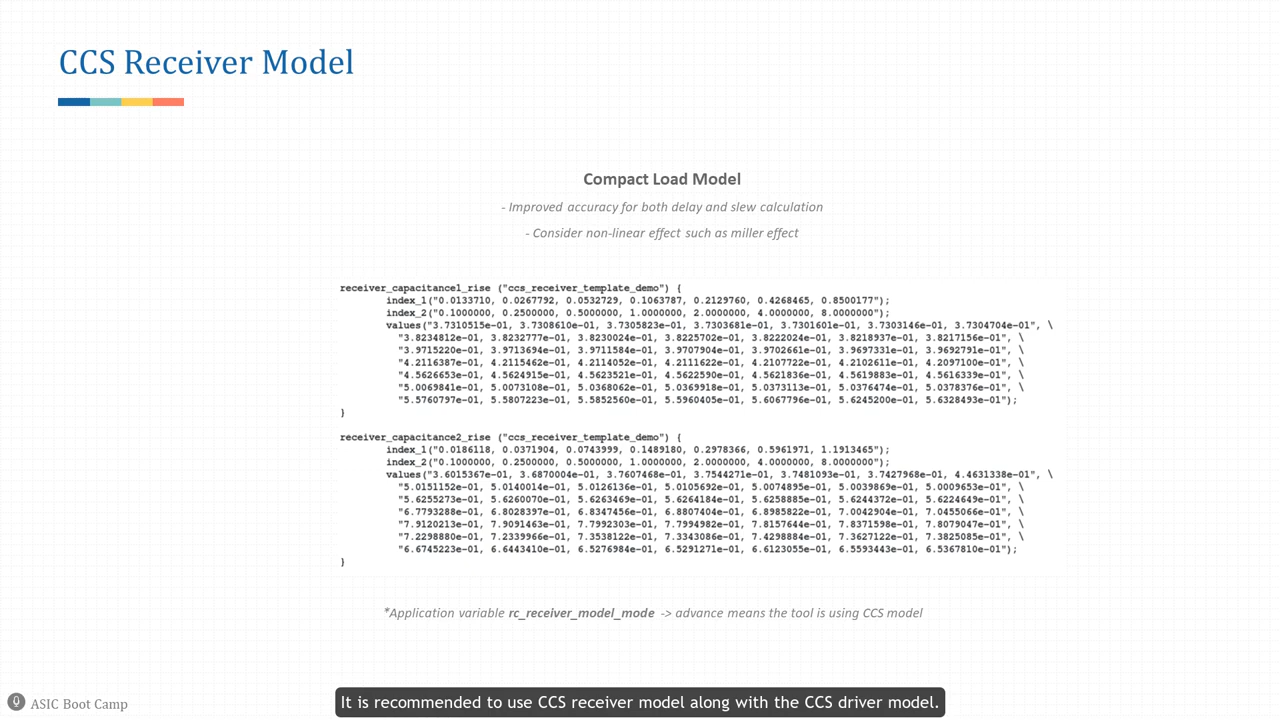 CCS Receiver Model
Compact Load Model
- Improved accuracy for both delay and slew calculation
- Consider non-linear effect such as miller effect
receiver_capacitance1_rise ("ccs_receiver_template_demo") {
index_1("0.0133710, 0.0267792, 0.0532729, 0.1063787, 0.2129760, 0.4268465, 0.8500177");
index_2("0.1000000, 0.2500000, 0.5000000, 1.0000000, 2.0000000, 4.0000000, 8.0000000");
values("3.7310515e-01, 3.7308610e-01, 3.7305823e-01, 3.7303681e-01, 3.7301601e-01, 3.7303146e-01, 3.7304704e-01", \
"3.8234812e-01, 3.8232777e-01, 3.8230024e-01, 3.8225702e-01, 3.8222024e-01, 3.8218937e-01, 3.8217156e-01", \
"3.9715220e-01, 3.9713694e-01, 3.9711584e-01, 3.9707904e-01, 3.9702661e-01, 3.9697331e-01, 3.9692791e-01", \
"4.2116387e-01, 4.2115462e-01, 4.2114052e-01, 4.2111622e-01, 4.2107722e-01, 4.2102611e-01, 4.2097100e-01", \
"4.5626653e-01, 4.5624915e-01, 4.5623521e-01, 4.5622590e-01, 4.5621836e-01, 4.5619883e-01, 4.5616339e-01", \
"5.0069841e-01, 5.0073108e-01, 5.0368062e-01, 5.0369918e-01, 5.0373113e-01, 5.0376474e-01, 5.0378376e-01", \
"5.5760797e-01, 5.5807223e-01, 5.5852560e-01, 5.5960405e-01, 5.6067796e-01, 5.6245200e-01, 5.6328493e-01");
}
receiver_capacitance2_rise ("ccs_receiver_template_demo") {
index_1("0.0186118, 0.0371904, 0.0743999, 0.1489180, 0.2978366, 0.5961971, 1.1913465");
index_2("0.1000000, 0.2500000, 0.5000000, 1.0000000, 2.0000000, 4.0000000, 8.0000000");
values("3.6015367e-01, 3.6870004e-01, 3.7607468e-01, 3.7544271e-01, 3.7481093e-01, 3.7427968e-01, 4.4631338e-01", \
"5.0151152e-01, 5.0140014e-01, 5.0126136e-01, 5.0105692e-01, 5.0074895e-01, 5.0039869e-01, 5.0009653e-01", \
"5.6255273e-01, 5.6260070e-01, 5.6263469e-01, 5.6264184e-01, 5.6258885e-01, 5.6244372e-01, 5.6224649e-01", \
"6.7793288e-01, 6.8028397e-01, 6.8347456e-01, 6.8807404e-01, 6.8985822e-01, 7.0042904e-01, 7.0455066e-01", \
"7.9120213e-01, 7.9091463e-01, 7.7992303e-01, 7.7994982e-01, 7.8157644e-01, 7.8371598e-01, 7.8079047e-01", \
"7.2298880e-01, 7.2339966e-01, 7.3538122e-01, 7.3343086e-01, 7.4298884e-01, 7.3627122e-01, 7.3825085e-01", \
"6.6745223e-01, 6.6443410e-01, 6.5276984e-01, 6.5291271e-01, 6.6123055e-01, 6.5593443e-01, 6.5367810e-01");
}
*Application variable rc_receiver_model_mode -> advance means the tool is using CCS model
It is recommended to use CCS receiver model along with the CCS driver model.
ASIC Boot Camp